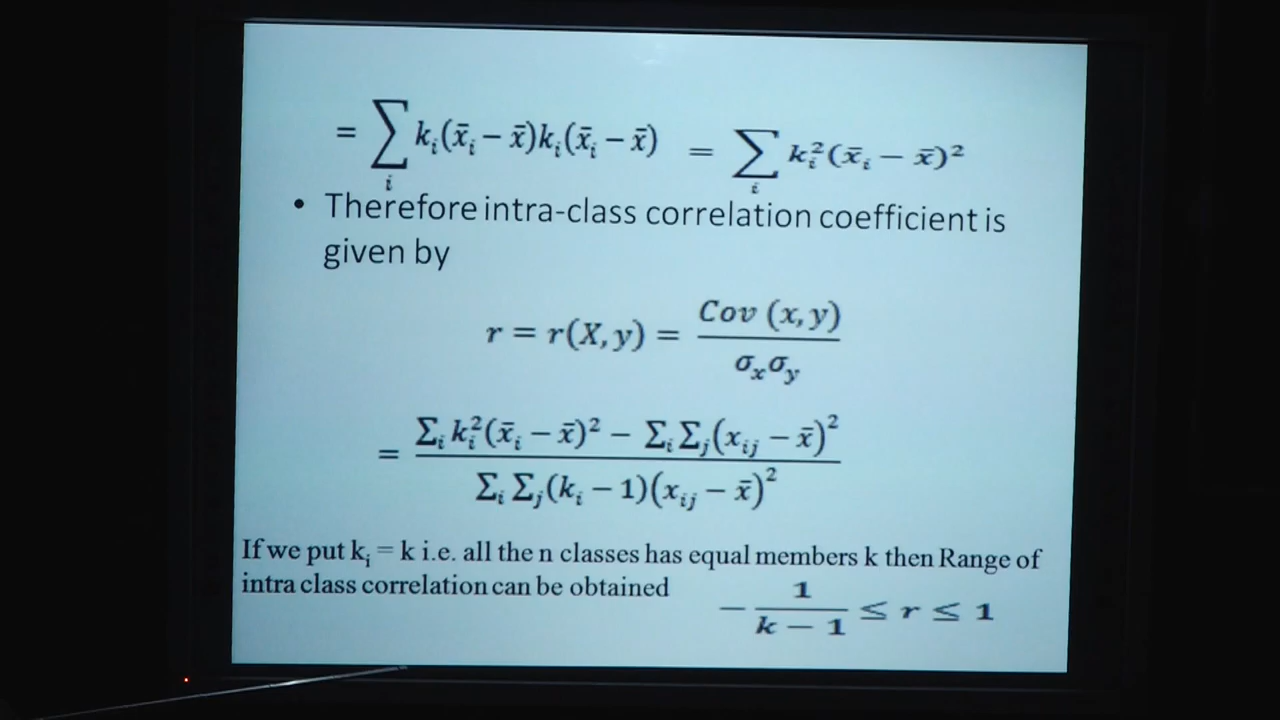 = ∑ᵢ kᵢ(x̄ᵢ − x̄)kᵢ(x̄ᵢ − x̄) = ∑ᵢ kᵢ²(x̄ᵢ − x̄)²
• Therefore intra-class correlation coefficient is
given by
r = r(X, y) = Cov (x, y) / σₓσᵧ
= ∑ᵢ kᵢ²(x̄ᵢ − x̄)² − ∑ᵢ ∑ⱼ(xᵢⱼ − x̄)² / ∑ᵢ ∑ⱼ(kᵢ − 1)(xᵢⱼ − x̄)²
If we put kᵢ = k i.e. all the n classes has equal members k then Range of
intra class correlation can be obtained − 1 / k − 1 ≤ r ≤ 1